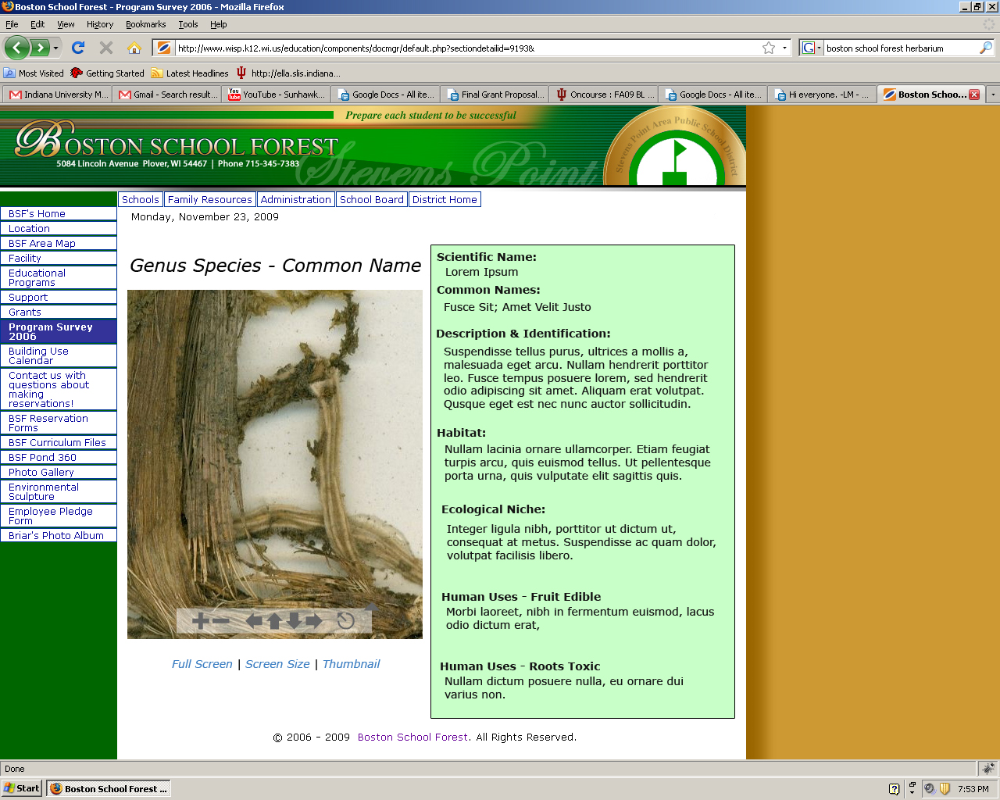 Boston School Forest - Program Survey 2006 - Mozilla Firefox
File Edit View History Bookmarks Tools Help
http://www.wisp.k12.wi.us/education/components/docmgr/default.php?sectiondetailid=9193&
boston school forest herbarium
Most Visited Getting Started Latest Headlines http://ella.slis.indiana...
Indiana University M... Gmail - Search result... YouTube - Sunhawk... Google Docs - All ite... Final Grant Proposal... Oncourse : FA09 BL ... Google Docs - All ite... Hi everyone. -LM - ... Boston Schoo...
Prepare each student to be successful
BOSTON SCHOOL FOREST
5084 Lincoln Avenue Plover, WI 54467 | Phone 715-345-7383
Stevens Point
Stevens Point Area Public School District
Schools Family Resources Administration School Board District Home
Monday, November 23, 2009
BSF's Home
Location
BSF Area Map
Facility
Educational
Programs
Support
Grants
Program Survey
2006
Building Use
Calendar
Contact us with
questions about
making
reservations!
BSF Reservation
Forms
BSF Curriculum Files
BSF Pond 360
Photo Gallery
Environmental
Sculpture
Employee Pledge
Form
Briar's Photo Album
Genus Species - Common Name
Full Screen | Screen Size | Thumbnail
Scientific Name:
Lorem Ipsum
Common Names:
Fusce Sit; Amet Velit Justo
Description & Identification:
Suspendisse tellus purus, ultrices a mollis a,
malesuada eget arcu. Nullam hendrerit porttitor
leo. Fusce tempus posuere lorem, sed hendrerit
odio adipiscing sit amet. Aliquam erat volutpat.
Qusque eget est nec nunc auctor sollicitudin.
Habitat:
Nullam lacinia ornare ullamcorper. Etiam feugiat
turpis arcu, quis euismod tellus. Ut pellentesque
porta urna, quis vulputate elit sagittis quis.
Ecological Niche:
Integer ligula nibh, porttitor ut dictum ut,
consequat at metus. Suspendisse ac quam dolor,
volutpat facilisis libero.
Human Uses - Fruit Edible
Morbi laoreet, nibh in fermentum euismod, lacus
odio dictum erat,
Human Uses - Roots Toxic
Nullam dictum posuere nulla, eu ornare dui
varius non.
© 2006 - 2009 Boston School Forest. All Rights Reserved.
Done
Start Boston School Forest ... 7:53 PM